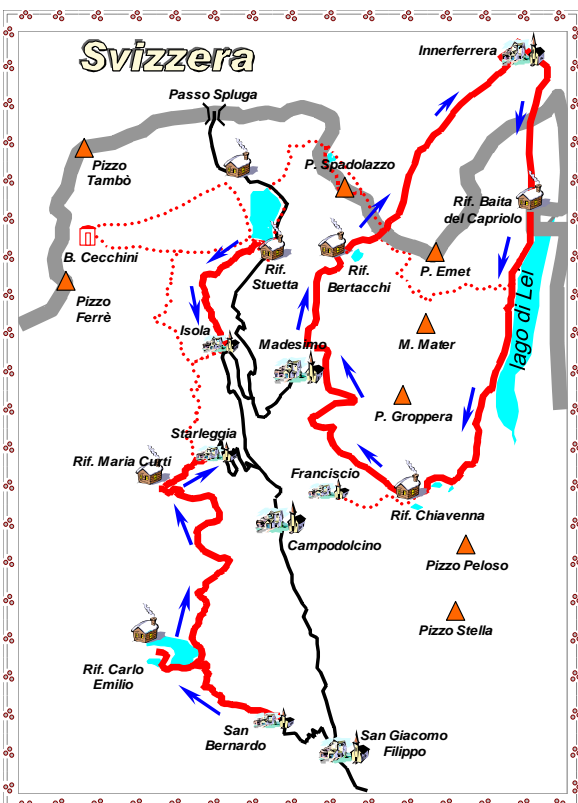 Svizzera
Innerferrera
Passo Spluga
Pizzo
Tambò
P. Spadolazzo
Rif. Baita
del Capriolo
B. Cecchini
Rif.
Stuetta
Rif.
Bertacchi
P. Emet
Pizzo
Ferrè
lago di Lei
Isola
Madesimo
M. Mater
P. Groppera
Starleggia
Rif. Maria Curti
Franciscio
Rif. Chiavenna
Campodolcino
Pizzo Peloso
Pizzo Stella
Rif. Carlo
Emilio
San
Bernardo
San Giacomo
Filippo